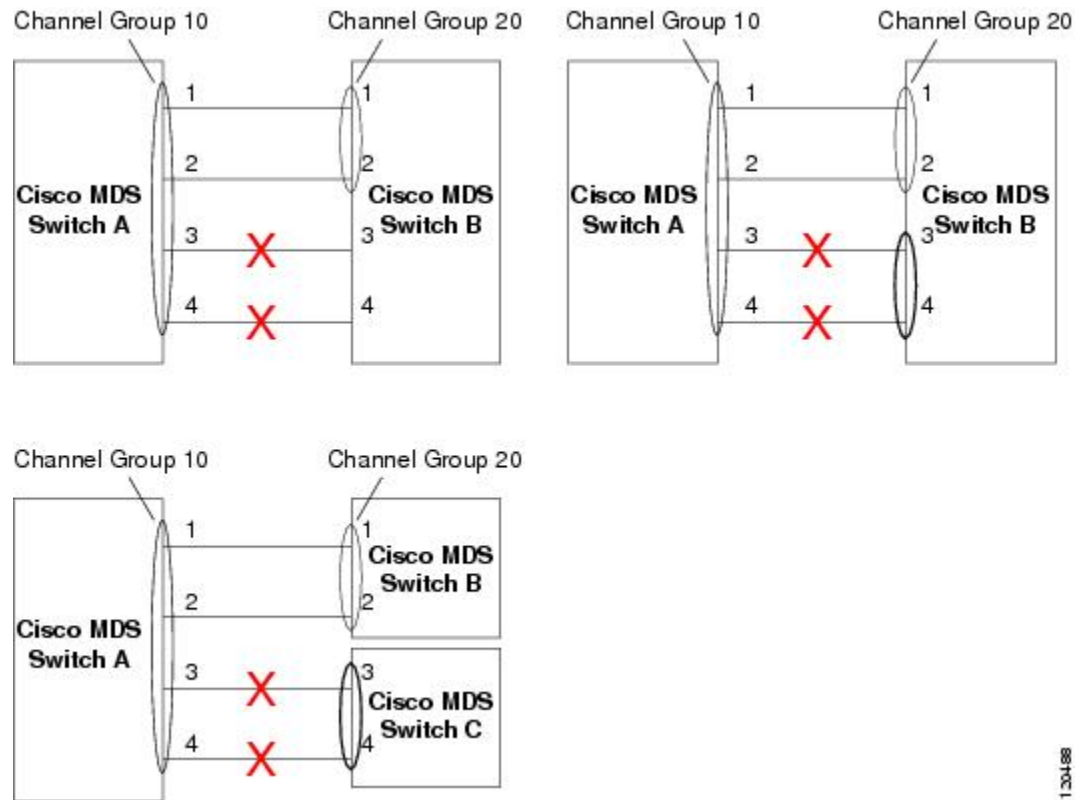 Channel Group 10
Channel Group 20
1
1
2
2
Cisco MDS
Switch A
Cisco MDS
Switch B
3
X
3
4
X
4
Channel Group 10
Channel Group 20
1
1
2
2
Cisco MDS
Switch A
Cisco MDS
Switch B
3
X
3
4
X
4
Channel Group 10
Channel Group 20
1
1
Cisco MDS
Switch B
2
2
Cisco MDS
Switch A
3
X
3
Cisco MDS
Switch C
4
X
4
120488